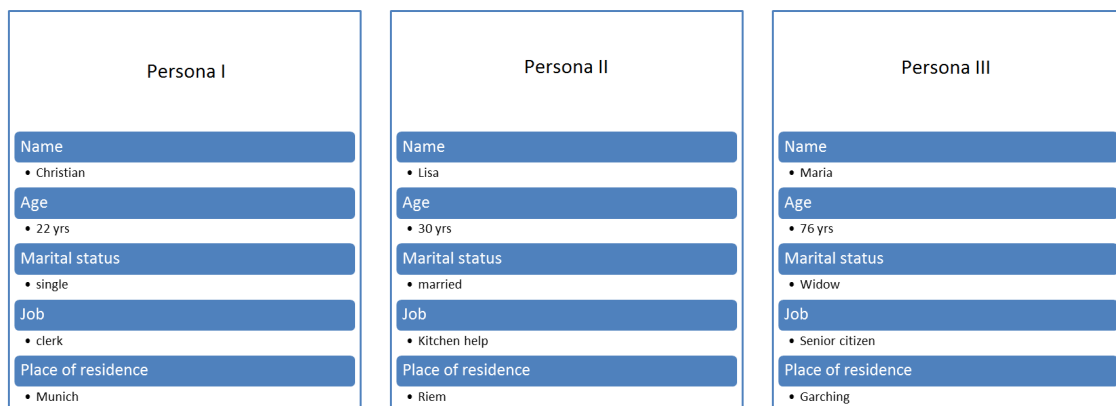 Persona I
Name
• Christian
Age
• 22 yrs
Marital status
• single
Job
• clerk
Place of residence
• Munich
Persona II
Name
• Lisa
Age
• 30 yrs
Marital status
• married
Job
• Kitchen help
Place of residence
• Riem
Persona III
Name
• Maria
Age
• 76 yrs
Marital status
• Widow
Job
• Senior citizen
Place of residence
• Garching